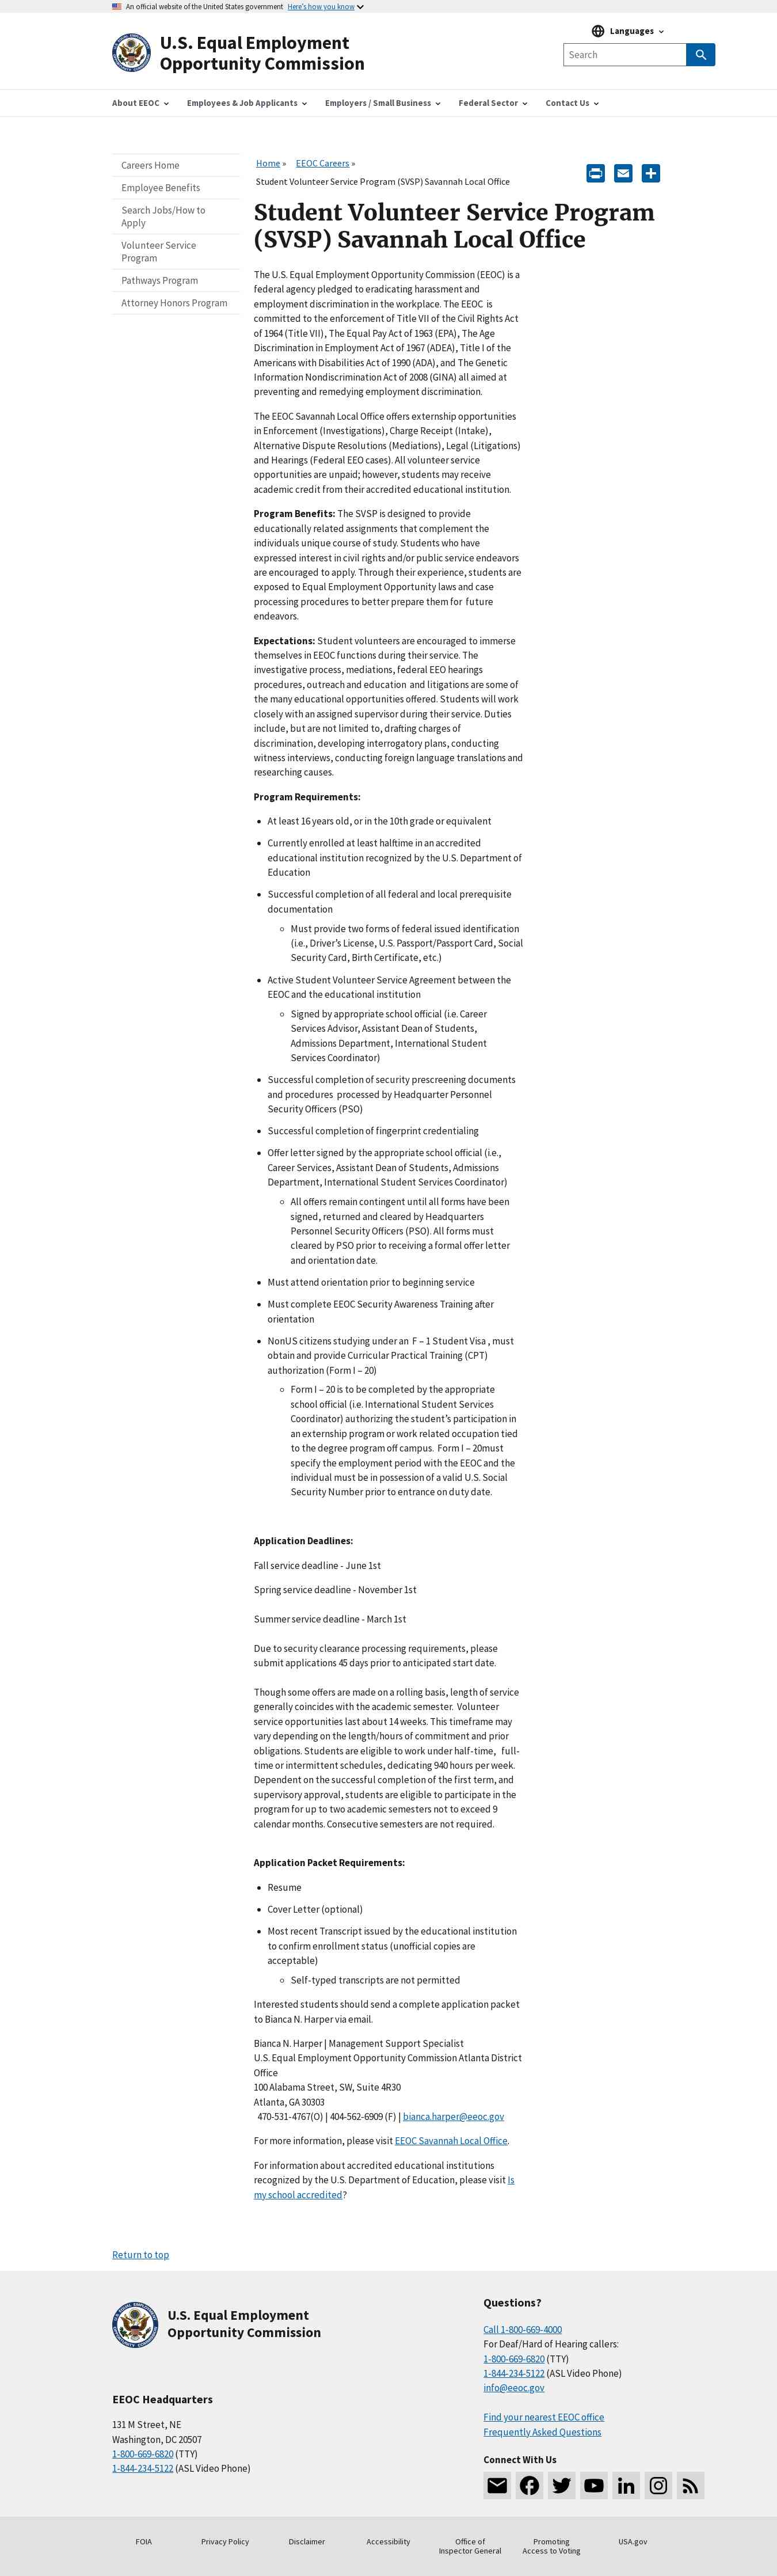 An official website of the United States government Here's how you know
U.S. Equal Employment
Opportunity Commission
Languages
Search
About EEOC
Employees & Job Applicants
Employers / Small Business
Federal Sector
Contact Us
Careers Home
Employee Benefits
Search Jobs/How to
Apply
Volunteer Service
Program
Pathways Program
Attorney Honors Program
Home » EEOC Careers »
Student Volunteer Service Program (SVSP) Savannah Local Office
Student Volunteer Service Program
(SVSP) Savannah Local Office
The U.S. Equal Employment Opportunity Commission (EEOC) is a
federal agency pledged to eradicating harassment and
employment discrimination in the workplace. The EEOC is
committed to the enforcement of Title VII of the Civil Rights Act
of 1964 (Title VII), The Equal Pay Act of 1963 (EPA), The Age
Discrimination in Employment Act of 1967 (ADEA), Title I of the
Americans with Disabilities Act of 1990 (ADA), and The Genetic
Information Nondiscrimination Act of 2008 (GINA) all aimed at
preventing and remedying employment discrimination.
The EEOC Savannah Local Office offers externship opportunities
in Enforcement (Investigations), Charge Receipt (Intake),
Alternative Dispute Resolutions (Mediations), Legal (Litigations)
and Hearings (Federal EEO cases). All volunteer service
opportunities are unpaid; however, students may receive
academic credit from their accredited educational institution.
Program Benefits: The SVSP is designed to provide
educationally related assignments that complement the
individuals unique course of study. Students who have
expressed interest in civil rights and/or public service endeavors
are encouraged to apply. Through their experience, students are
exposed to Equal Employment Opportunity laws and case
processing procedures to better prepare them for future
endeavors.
Expectations: Student volunteers are encouraged to immerse
themselves in EEOC functions during their service. The
investigative process, mediations, federal EEO hearings
procedures, outreach and education and litigations are some of
the many educational opportunities offered. Students will work
closely with an assigned supervisor during their service. Duties
include, but are not limited to, drafting charges of
discrimination, developing interrogatory plans, conducting
witness interviews, conducting foreign language translations and
researching causes.
Program Requirements:
• At least 16 years old, or in the 10th grade or equivalent
• Currently enrolled at least halftime in an accredited
educational institution recognized by the U.S. Department of
Education
• Successful completion of all federal and local prerequisite
documentation
◦ Must provide two forms of federal issued identification
(i.e., Driver's License, U.S. Passport/Passport Card, Social
Security Card, Birth Certificate, etc.)
• Active Student Volunteer Service Agreement between the
EEOC and the educational institution
◦ Signed by appropriate school official (i.e. Career
Services Advisor, Assistant Dean of Students,
Admissions Department, International Student
Services Coordinator)
• Successful completion of security prescreening documents
and procedures processed by Headquarter Personnel
Security Officers (PSO)
• Successful completion of fingerprint credentialing
• Offer letter signed by the appropriate school official (i.e.,
Career Services, Assistant Dean of Students, Admissions
Department, International Student Services Coordinator)
◦ All offers remain contingent until all forms have been
signed, returned and cleared by Headquarters
Personnel Security Officers (PSO). All forms must
cleared by PSO prior to receiving a formal offer letter
and orientation date.
• Must attend orientation prior to beginning service
• Must complete EEOC Security Awareness Training after
orientation
• NonUS citizens studying under an F – 1 Student Visa , must
obtain and provide Curricular Practical Training (CPT)
authorization (Form I – 20)
◦ Form I – 20 is to be completed by the appropriate
school official (i.e. International Student Services
Coordinator) authorizing the student's participation in
an externship program or work related occupation tied
to the degree program off campus. Form I – 20must
specify the employment period with the EEOC and the
individual must be in possession of a valid U.S. Social
Security Number prior to entrance on duty date.
Application Deadlines:
Fall service deadline - June 1st
Spring service deadline - November 1st
Summer service deadline - March 1st
Due to security clearance processing requirements, please
submit applications 45 days prior to anticipated start date.
Though some offers are made on a rolling basis, length of service
generally coincides with the academic semester. Volunteer
service opportunities last about 14 weeks. This timeframe may
vary depending on the length/hours of commitment and prior
obligations. Students are eligible to work under half-time, full-
time or intermittent schedules, dedicating 940 hours per week.
Dependent on the successful completion of the first term, and
supervisory approval, students are eligible to participate in the
program for up to two academic semesters not to exceed 9
calendar months. Consecutive semesters are not required.
Application Packet Requirements:
• Resume
• Cover Letter (optional)
• Most recent Transcript issued by the educational institution
to confirm enrollment status (unofficial copies are
acceptable)
◦ Self-typed transcripts are not permitted
Interested students should send a complete application packet
to Bianca N. Harper via email.
Bianca N. Harper | Management Support Specialist
U.S. Equal Employment Opportunity Commission Atlanta District
Office
100 Alabama Street, SW, Suite 4R30
Atlanta, GA 30303
470-531-4767(O) | 404-562-6909 (F) | bianca.harper@eeoc.gov
For more information, please visit EEOC Savannah Local Office.
For information about accredited educational institutions
recognized by the U.S. Department of Education, please visit Is
my school accredited?
Return to top
U.S. Equal Employment
Opportunity Commission
EEOC Headquarters
131 M Street, NE
Washington, DC 20507
1-800-669-6820 (TTY)
1-844-234-5122 (ASL Video Phone)
Questions?
Call 1-800-669-4000
For Deaf/Hard of Hearing callers:
1-800-669-6820 (TTY)
1-844-234-5122 (ASL Video Phone)
info@eeoc.gov
Find your nearest EEOC office
Frequently Asked Questions
Connect With Us
FOIA
Privacy Policy
Disclaimer
Accessibility
Office of
Inspector General
Promoting
Access to Voting
USA.gov